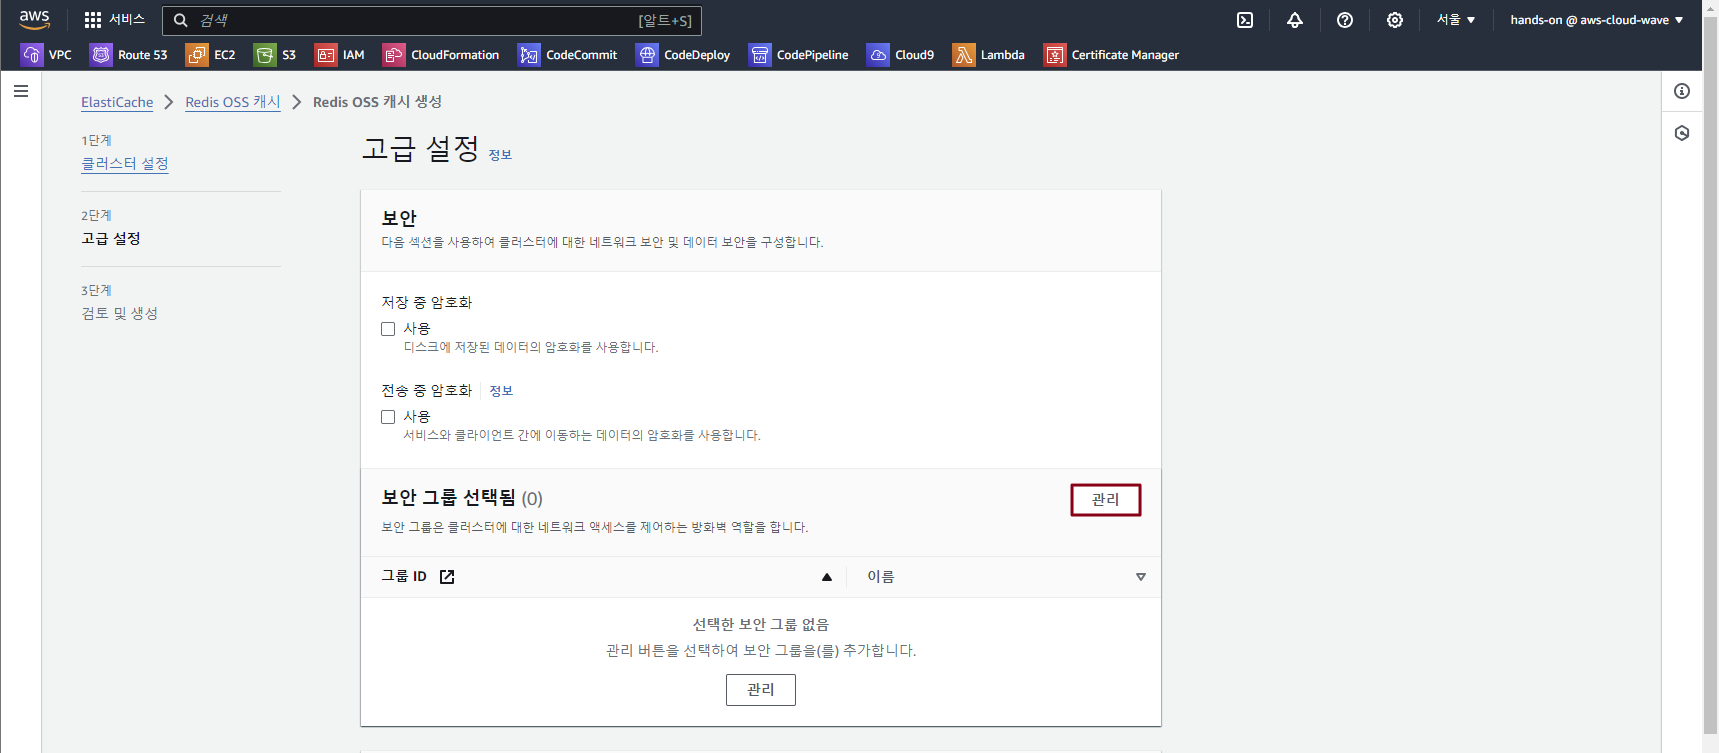 aws
서비스
검색
[알트+S]
서울 ▼
hands-on @ aws-cloud-wave ▼
VPC
Route 53
EC2
S3
IAM
CloudFormation
CodeCommit
CodeDeploy
CodePipeline
Cloud9
Lambda
Certificate Manager
ElastiCache
Redis OSS 캐시
Redis OSS 캐시 생성
1단계
클러스터 설정
2단계
고급 설정
3단계
검토 및 생성
고급 설정 정보
보안
다음 섹션을 사용하여 클러스터에 대한 네트워크 보안 및 데이터 보안을 구성합니다.
저장 중 암호화
사용
디스크에 저장된 데이터의 암호화를 사용합니다.
전송 중 암호화 정보
사용
서비스와 클라이언트 간에 이동하는 데이터의 암호화를 사용합니다.
보안 그룹 선택됨 (0)
관리
보안 그룹은 클러스터에 대한 네트워크 액세스를 제어하는 방화벽 역할을 합니다.
그룹 ID
이름
선택한 보안 그룹 없음
관리 버튼을 선택하여 보안 그룹을(를) 추가합니다.
관리